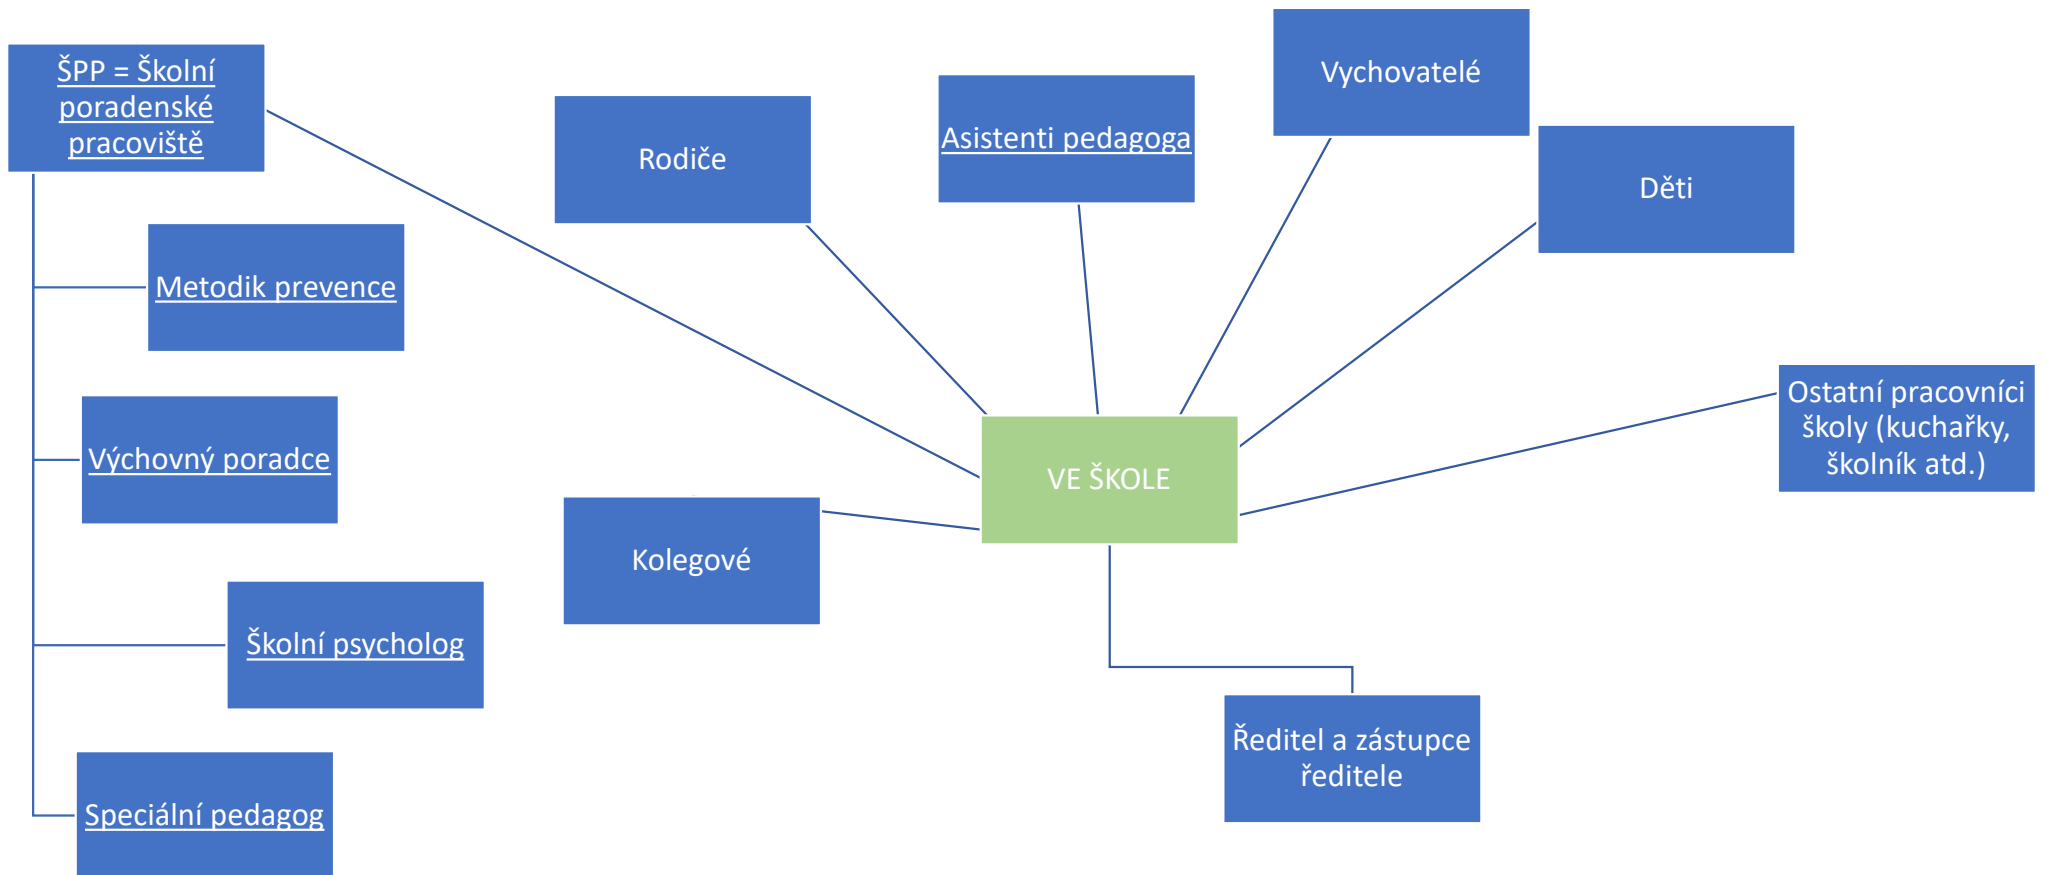 ŠPP = Školní
poradenské
pracoviště
Metodik prevence
Výchovný poradce
Školní psycholog
Speciální pedagog
Rodiče
Asistenti pedagoga
Vychovatelé
Děti
Ostatní pracovníci
školy (kuchařky,
školník atd.)
VE ŠKOLE
Kolegové
Ředitel a zástupce
ředitele